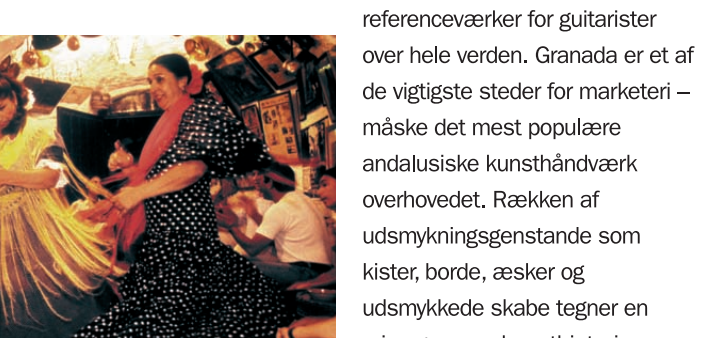 referenceværker for guitarister
over hele verden. Granada er et af
de vigtigste steder for marketeri –
måske det mest populære
andalusiske kunsthåndværk
overhovedet. Rækken af
udsmykningsgenstande som
kister, borde, æsker og
udsmykkede skabe tegner en